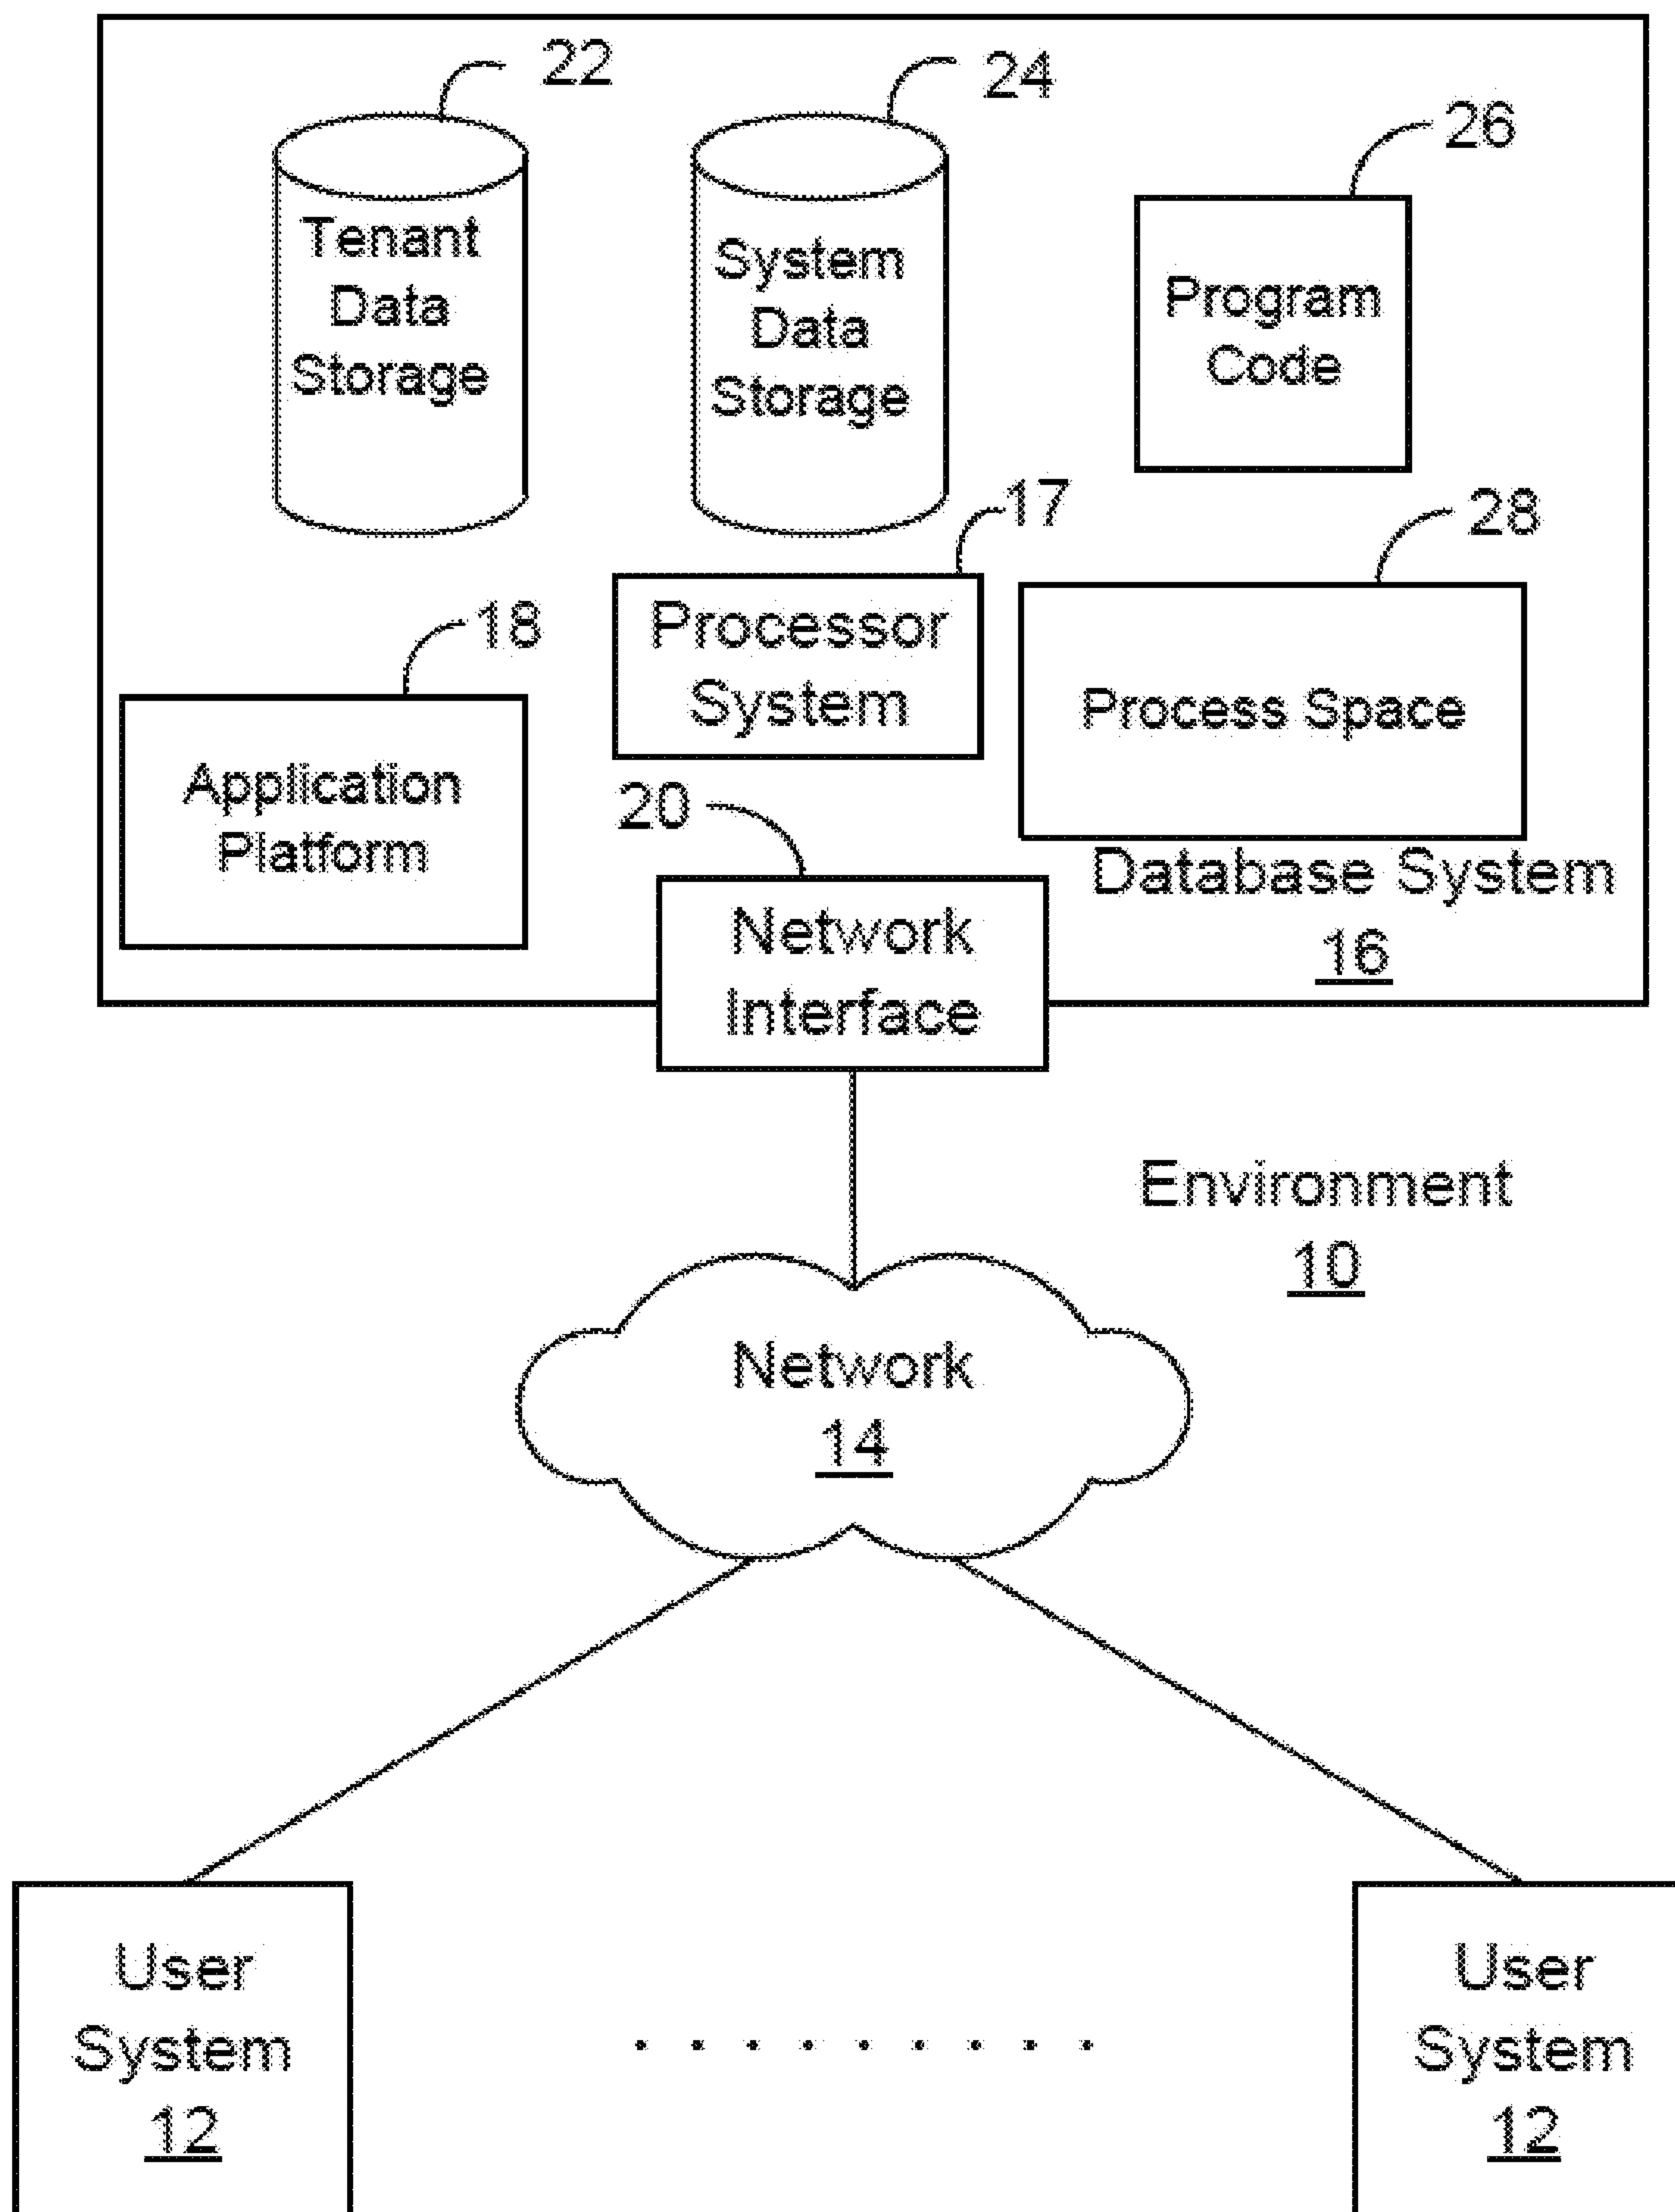 22
24
26
Tenant
Data
Storage
System
Data
Storage
Program
Code
17
28
18
Processor
System
Process Space
Application
Platform
20
Database System
16
Network
Interface
Environment
10
Network
14
User
System
12
User
System
12